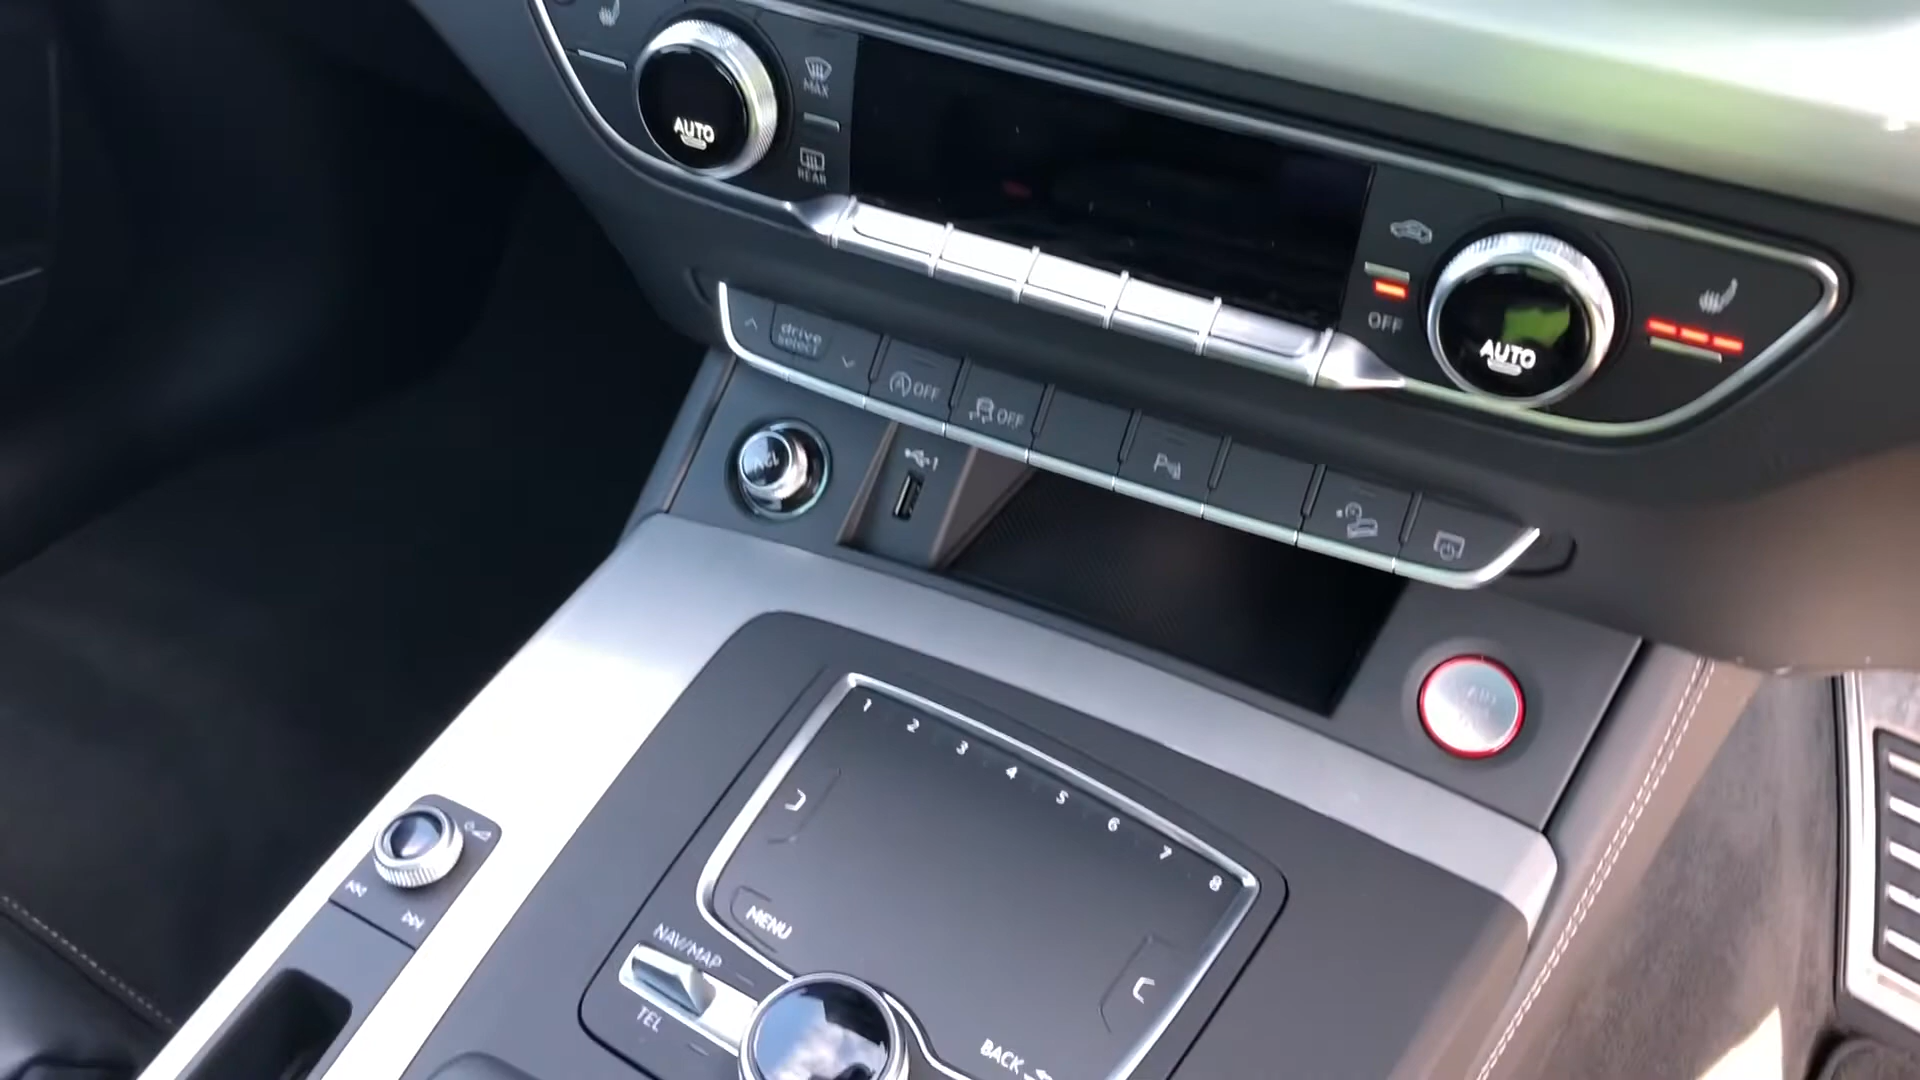 AUTO
MAX
REAR
OFF
AUTO
drive
select
OFF
OFF
1
P
1
2
3
4
5
6
7
8
MENU
NAV/MAP
TEL
BACK